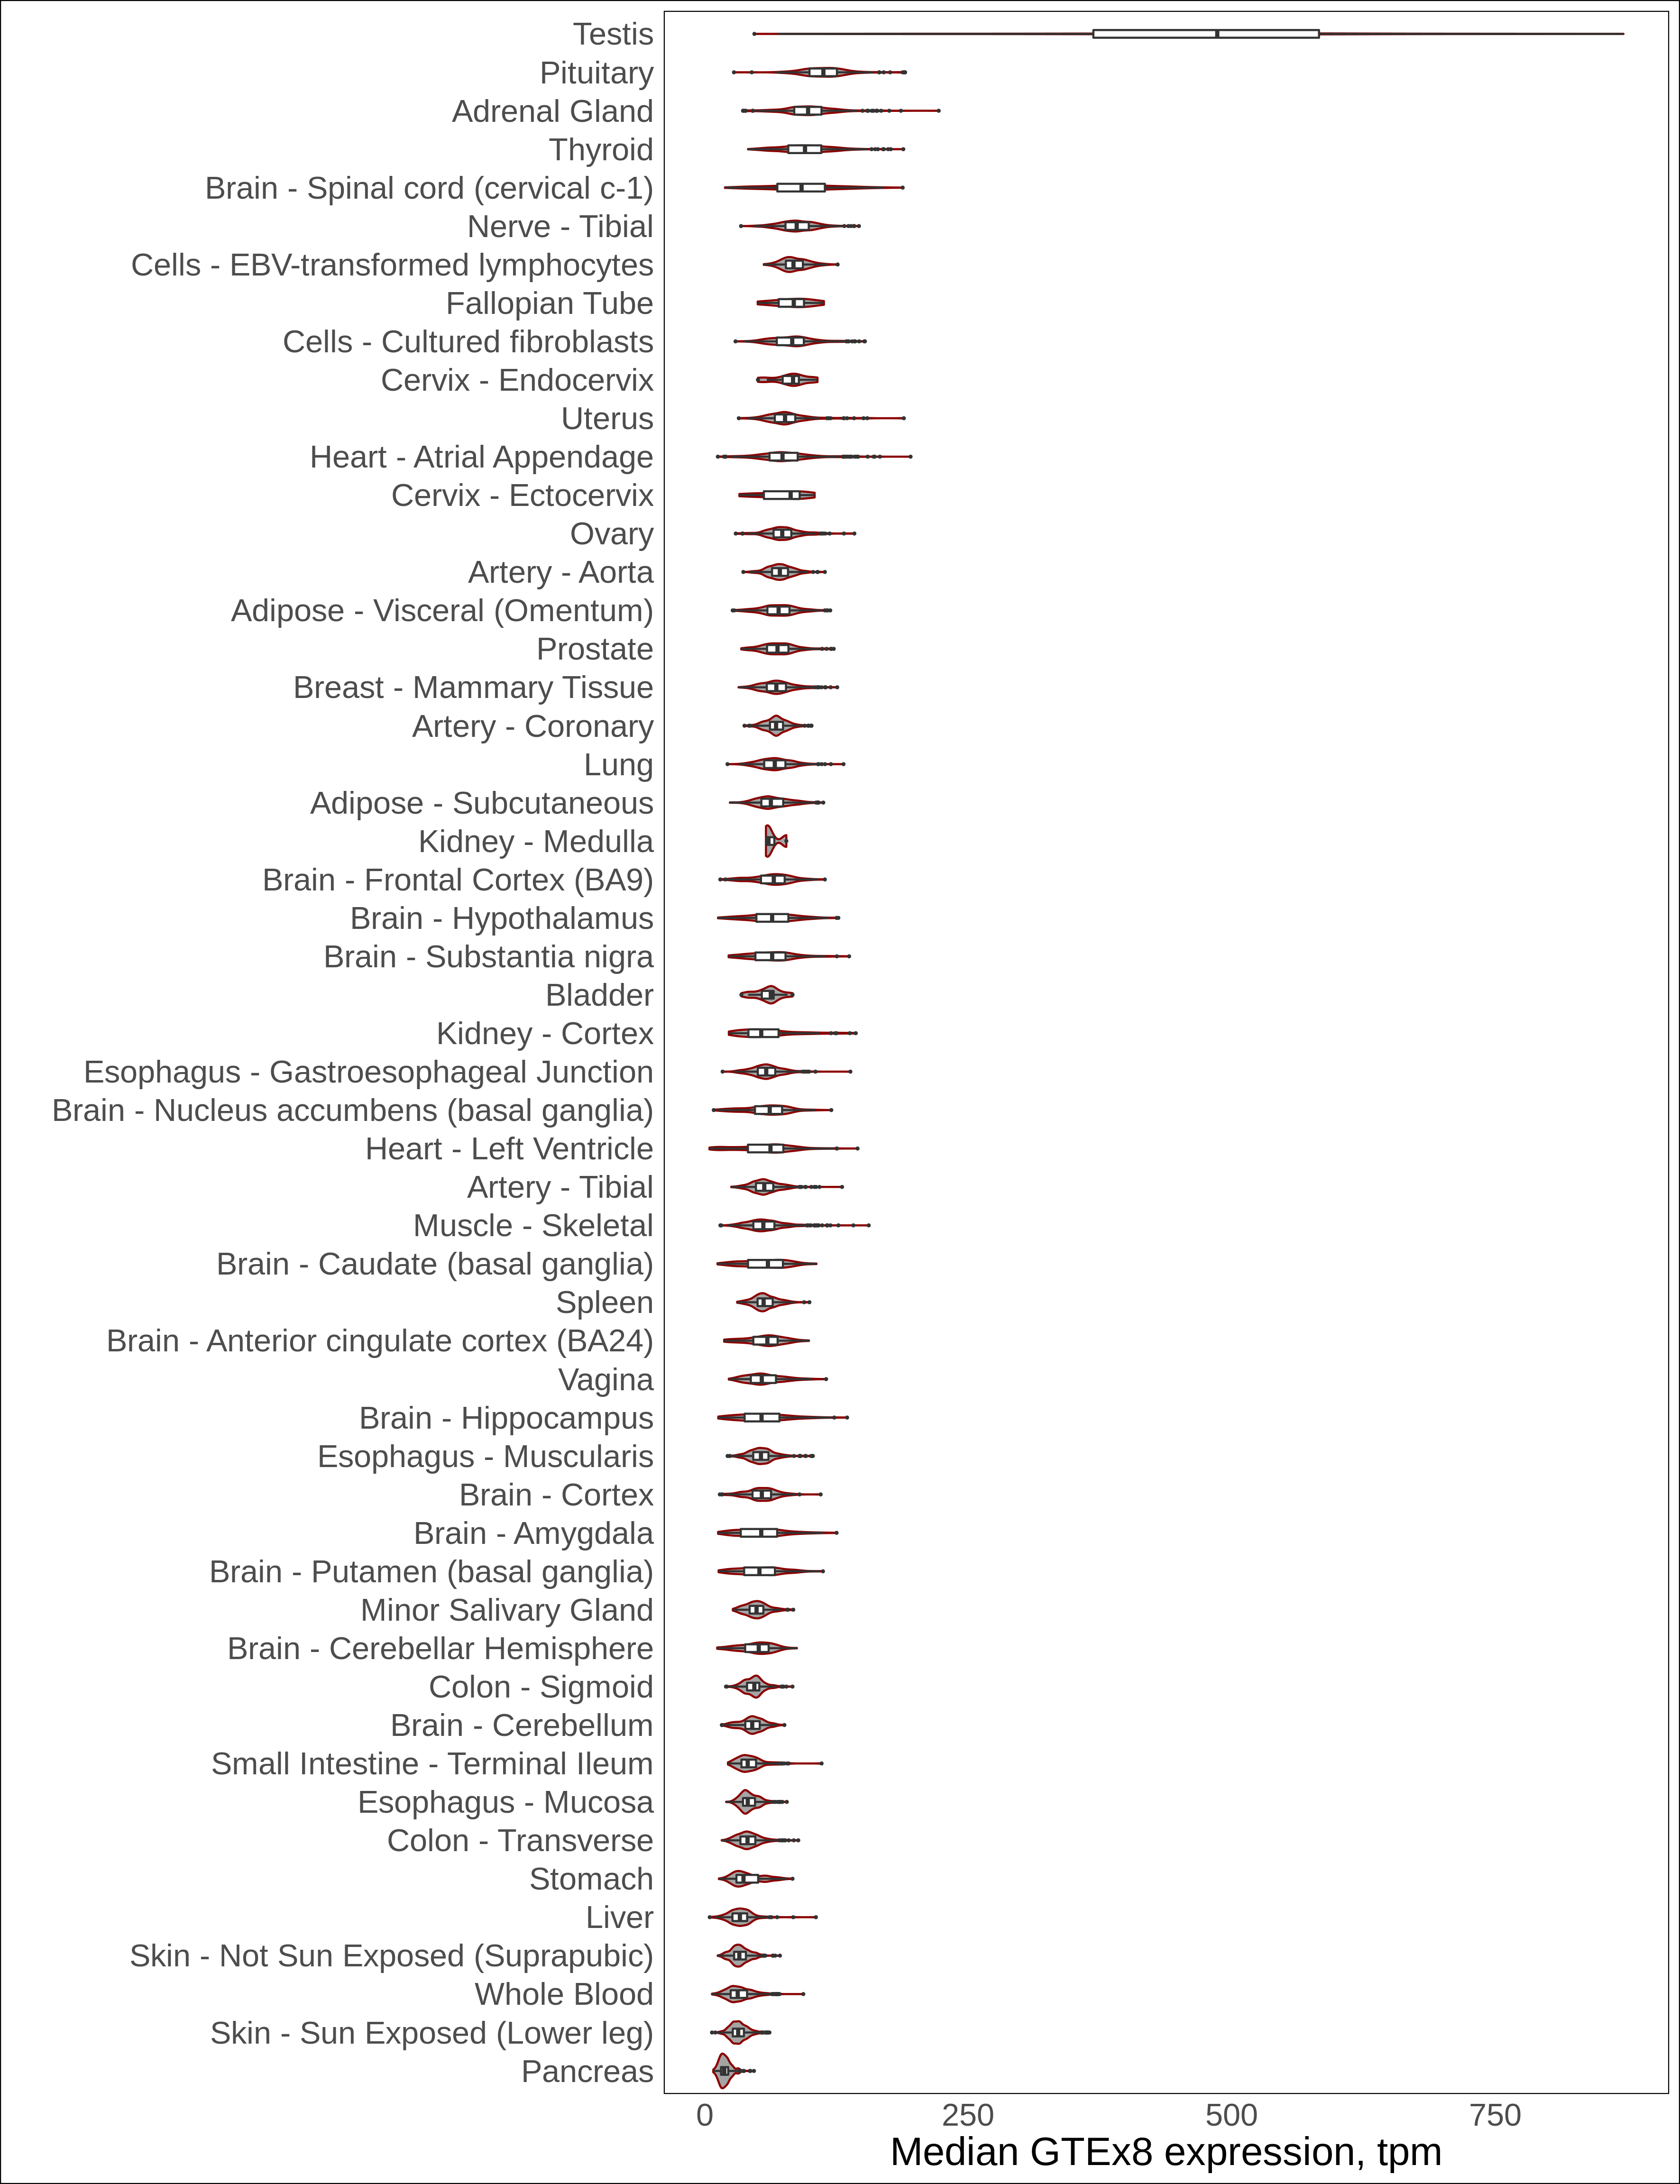 Testis
Pituitary
Adrenal Gland
Thyroid
Brain - Spinal cord (cervical c-1)
Nerve - Tibial
Cells - EBV-transformed lymphocytes
Fallopian Tube
Cells - Cultured fibroblasts
Cervix - Endocervix
Uterus
Heart - Atrial Appendage
Cervix - Ectocervix
Ovary
Artery - Aorta
Adipose - Visceral (Omentum)
Prostate
Breast - Mammary Tissue
Artery - Coronary
Lung
Adipose - Subcutaneous
Kidney - Medulla
Brain - Frontal Cortex (BA9)
Brain - Hypothalamus
Brain - Substantia nigra
Bladder
Kidney - Cortex
Esophagus - Gastroesophageal Junction
Brain - Nucleus accumbens (basal ganglia)
Heart - Left Ventricle
Artery - Tibial
Muscle - Skeletal
Brain - Caudate (basal ganglia)
Spleen
Brain - Anterior cingulate cortex (BA24)
Vagina
Brain - Hippocampus
Esophagus - Muscularis
Brain - Cortex
Brain - Amygdala
Brain - Putamen (basal ganglia)
Minor Salivary Gland
Brain - Cerebellar Hemisphere
Colon - Sigmoid
Brain - Cerebellum
Small Intestine - Terminal Ileum
Esophagus - Mucosa
Colon - Transverse
Stomach
Liver
Skin - Not Sun Exposed (Suprapubic)
Whole Blood
Skin - Sun Exposed (Lower leg)
Pancreas
0 250 500 750
Median GTEx8 expression, tpm